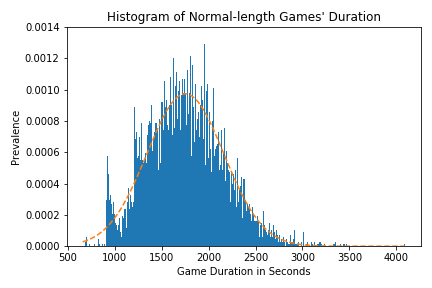 Histogram of Normal-length Games' Duration
0.0014
0.0012
0.0010
0.0008
0.0006
0.0004
0.0002
0.0000
Prevalence
500 1000 1500 2000 2500 3000 3500 4000
Game Duration in Seconds